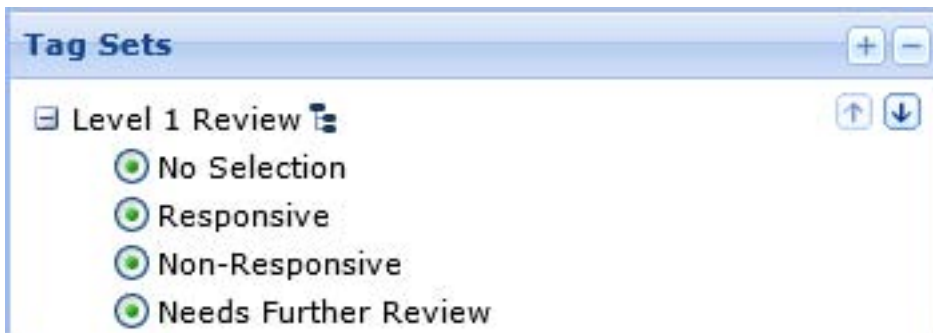 Tag Sets
Level 1 Review
No Selection
Responsive
Non-Responsive
Needs Further Review